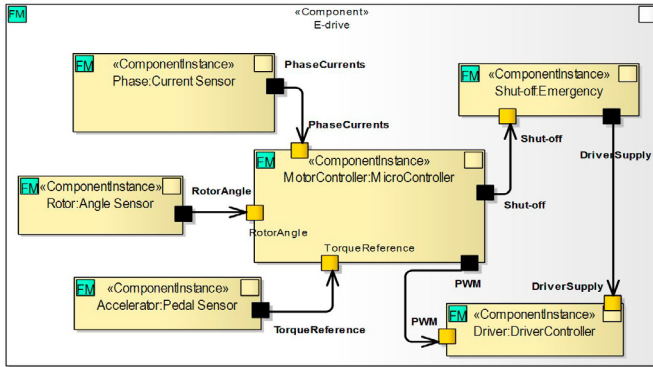 FM
«Component»
E-drive
FM
«ComponentInstance»
Phase:Current Sensor
PhaseCurrents
PhaseCurrents
FM
«ComponentInstance»
Shut-off:Emergency
Shut-off
DriverSupply
FM
«ComponentInstance»
MotorController:MicroController
FM
«ComponentInstance»
Rotor:Angle Sensor
RotorAngle
RotorAngle
Shut-off
TorqueReference
FM
«ComponentInstance»
Accelerator:Pedal Sensor
TorqueReference
PWM
PWM
DriverSupply
FM
«ComponentInstance»
Driver:DriverController